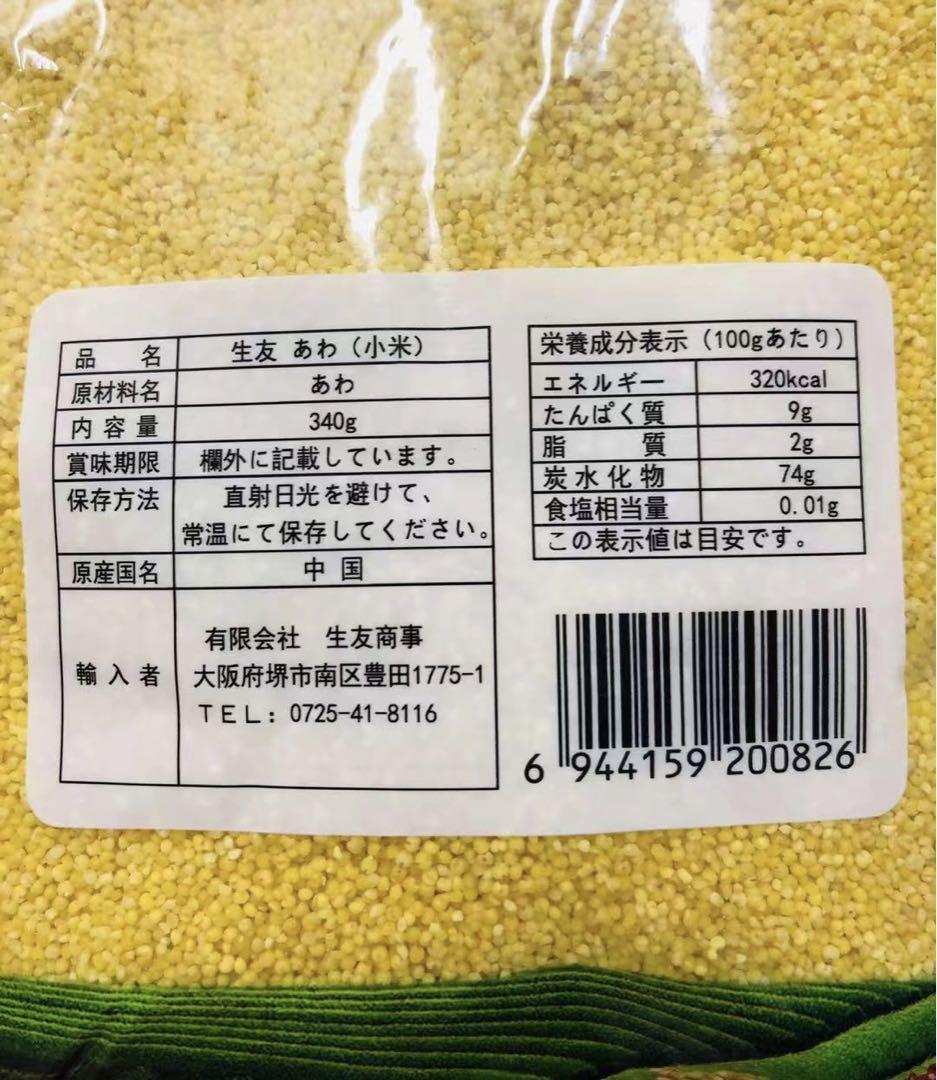 品 名 生友 あわ（小米）
原材料名 あわ
内容量 340g
賞味期限 欄外に記載しています。
保存方法 直射日光を避けて、
常温にて保存してください。
原産国名 中国
輸入者 有限会社 生友商事
大阪府堺市南区豊田1775-1
ＴＥＬ：0725-41-8116
栄養成分表示（100gあたり）
エネルギー 320kcal
たんぱく質 9g
脂 質 2g
炭水化物 74g
食塩相当量 0.01g
この表示値は目安です。
6 944159 200826